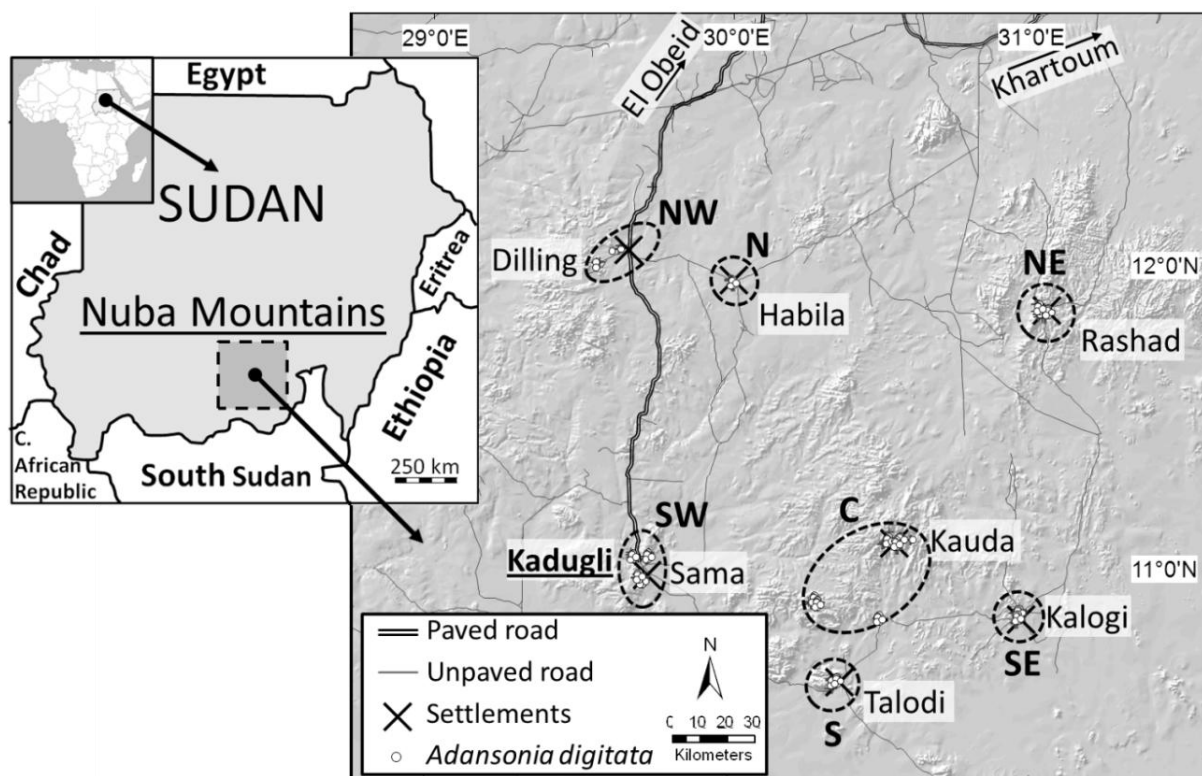 Egypt
SUDAN
Chad
Eritrea
Nuba Mountains
Ethiopia
C.
African
Republic
South Sudan
250 km
29°0'E
30°0'E
31°0'E
El Obeid
Khartoum
NW
Dilling
N
Habila
NE
12°0'N
Rashad
SW
Kadugli
Sama
C
Kauda
11°0'N
Kalogi
SE
Talodi
S
Paved road
Unpaved road
Settlements
Adansonia digitata
N
0 10 20 30
Kilometers